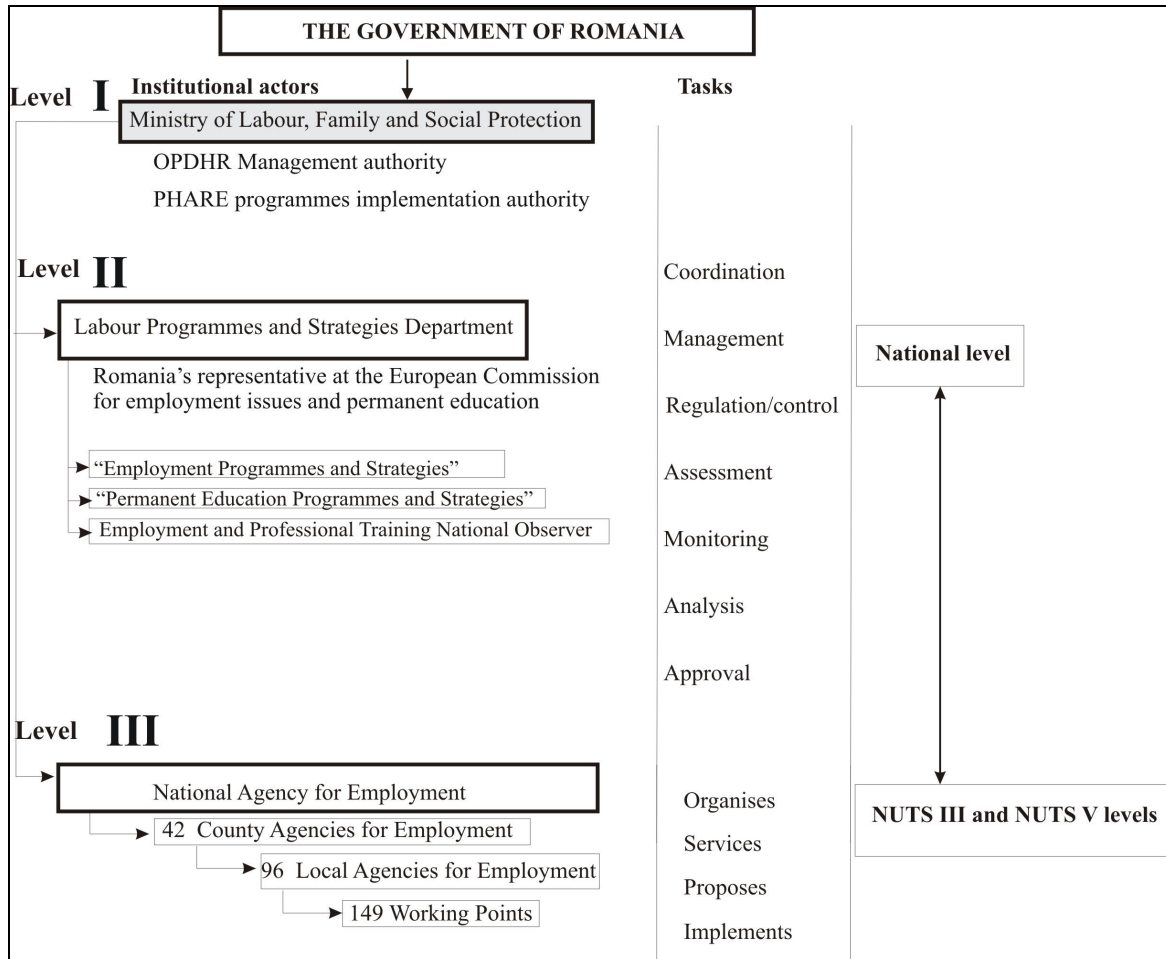 THE GOVERNMENT OF ROMANIA
Level I
Institutional actors
Tasks
Ministry of Labour, Family and Social Protection
OPDHR Management authority
PHARE programmes implementation authority
Level II
Labour Programmes and Strategies Department
Romania’s representative at the European Commission
for employment issues and permanent education
“Employment Programmes and Strategies”
“Permanent Education Programmes and Strategies”
Employment and Professional Training National Observer
Coordination
Management
Regulation/control
Assessment
Monitoring
Analysis
Approval
National level
Level III
National Agency for Employment
42 County Agencies for Employment
96 Local Agencies for Employment
149 Working Points
Organises
Services
Proposes
Implements
NUTS III and NUTS V levels